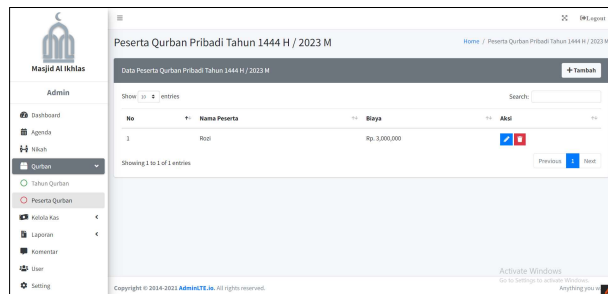 Masjid Al Ikhlas
Admin
Dashboard
Agenda
Nikah
Qurban
Tahun Qurban
Peserta Qurban
Kelola Kas
Laporan
Komentar
User
Setting
Logout
Peserta Qurban Pribadi Tahun 1444 H / 2023 M
Home / Peserta Qurban Pribadi Tahun 1444 H / 2023 M
Data Peserta Qurban Pribadi Tahun 1444 H / 2023 M
+ Tambah
Show 10 entries
Search:
No Nama Peserta Biaya Aksi
1 Rozi Rp. 3,000,000
Showing 1 to 1 of 1 entries
Previous 1 Next
Activate Windows
Go to Settings to activate Windows.
Copyright © 2014-2021 AdminLTE.io. All rights reserved.
Anything you